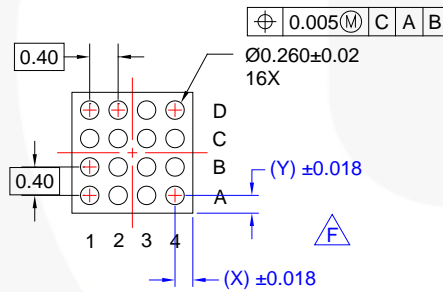 ⌖ 0.005Ⓜ C A B
0.40
Ø0.260±0.02
16X
D
C
B
A
0.40
(Y) ±0.018
F
1 2 3 4
(X) ±0.018